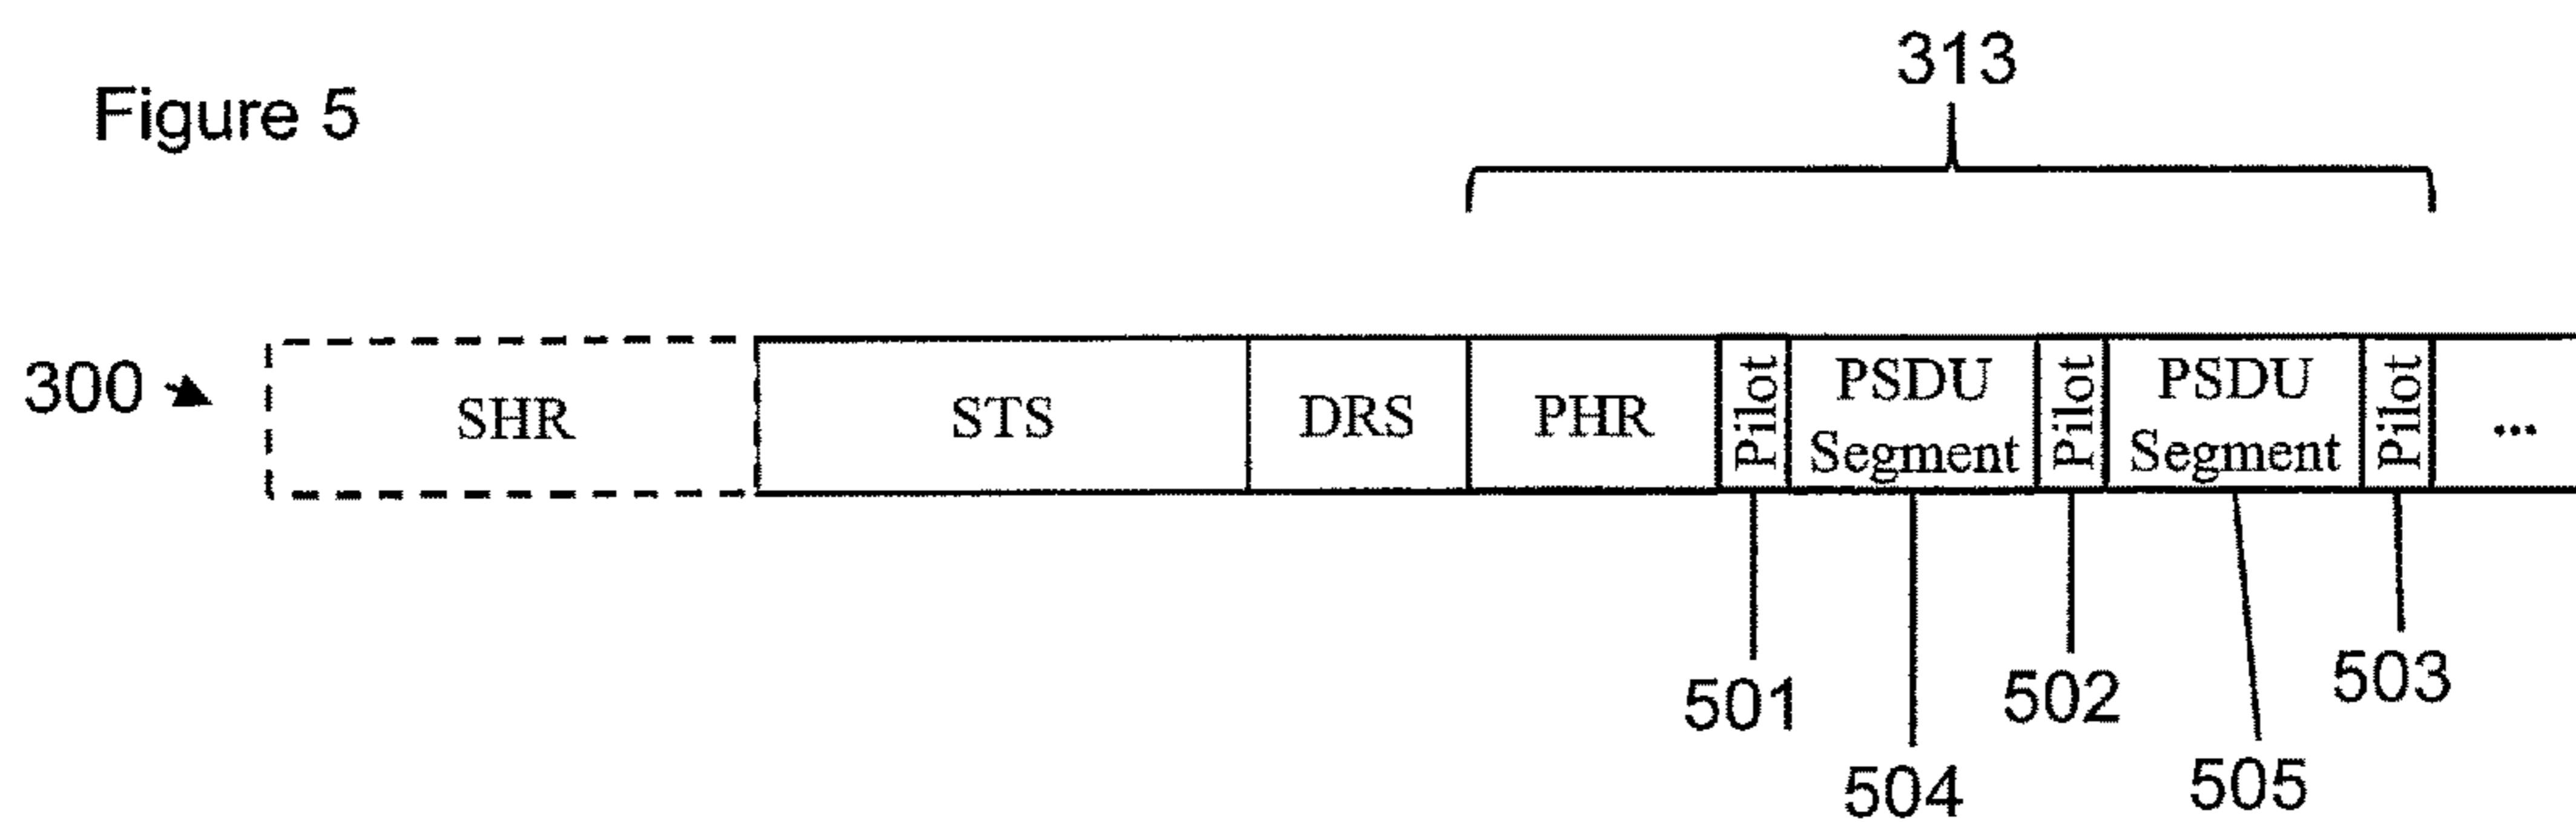 Figure 5
313
300
SHR
STS
DRS
PHR
Pilot
PSDU
Segment
Pilot
PSDU
Segment
Pilot
...
501
502
503
504
505